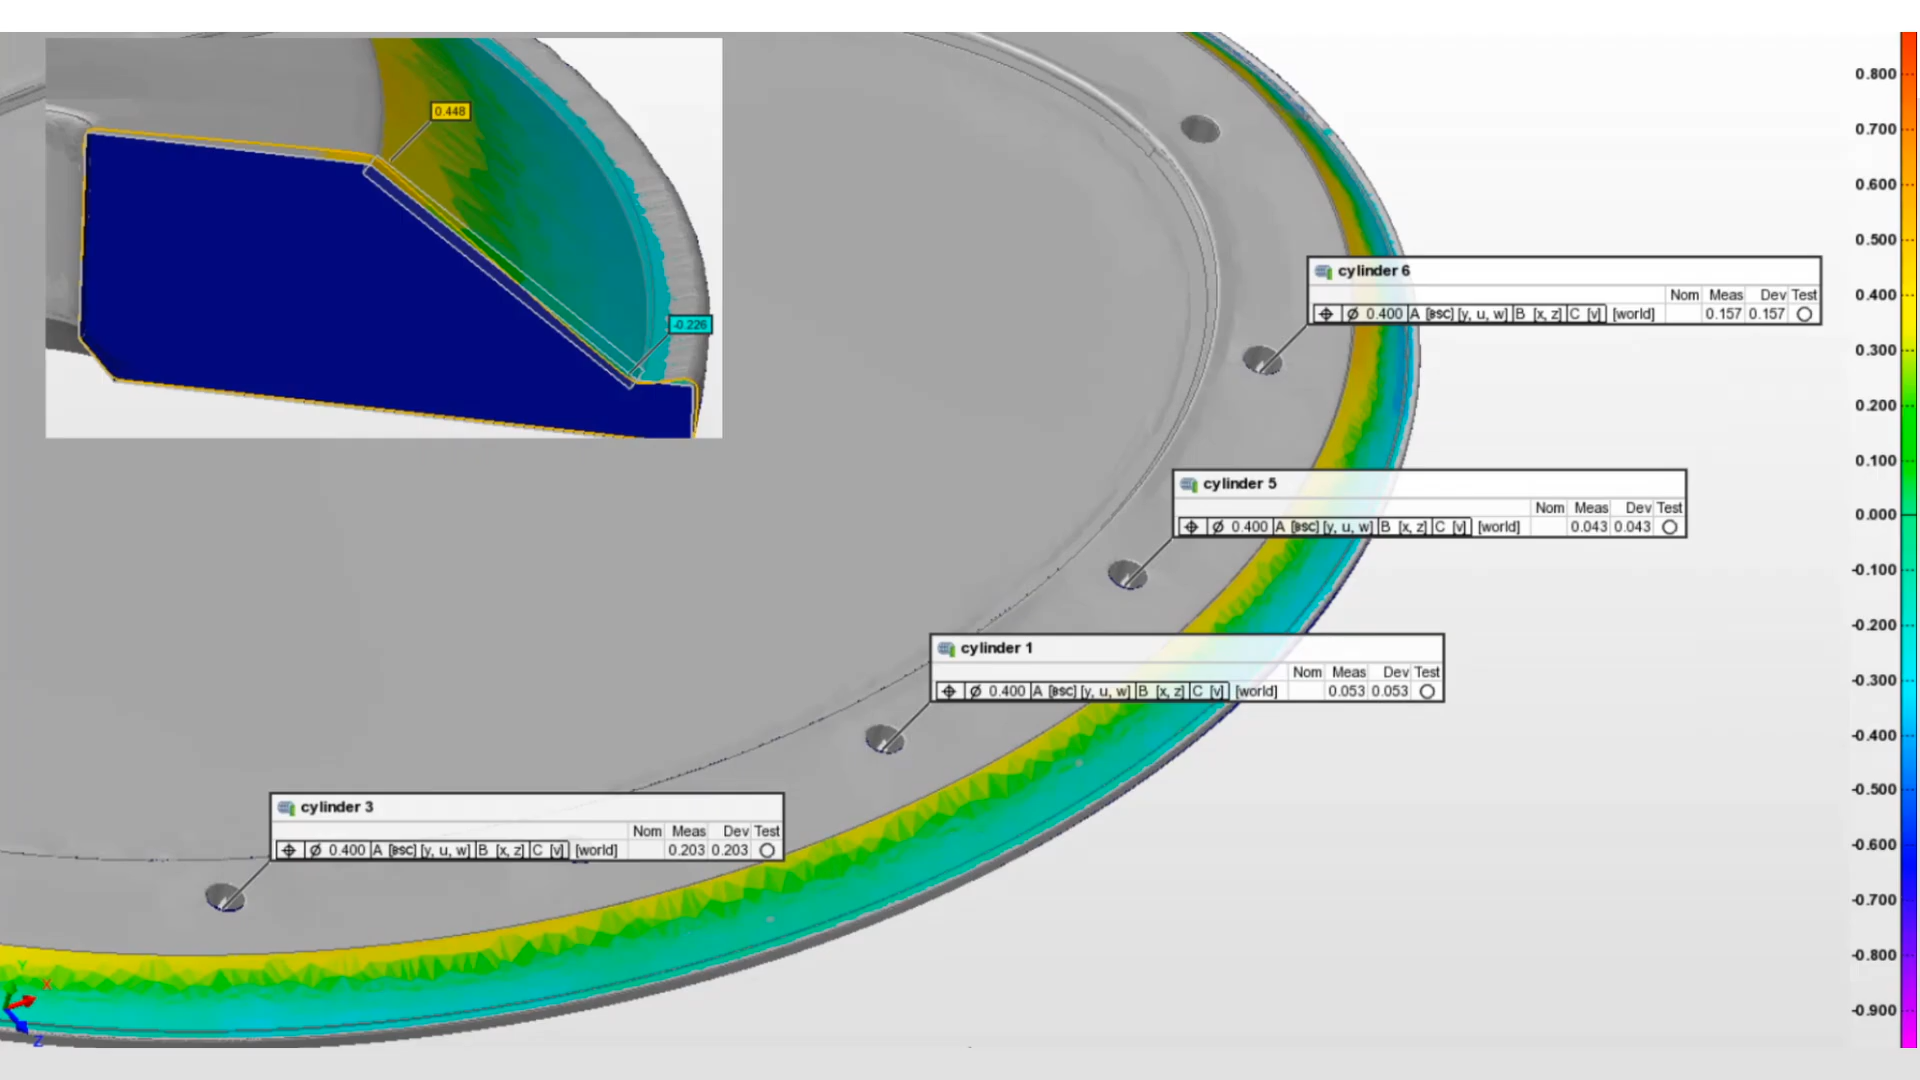 0.448
-0.226
cylinder 6
Nom Meas Dev Test
⌖ Ø 0.400 A [BSC] [y, u, w] B [x, z] C [v] [world] 0.157 0.157
cylinder 5
Nom Meas Dev Test
⌖ Ø 0.400 A [BSC] [y, u, w] B [x, z] C [v] [world] 0.043 0.043
cylinder 1
Nom Meas Dev Test
⌖ Ø 0.400 A [BSC] [y, u, w] B [x, z] C [v] [world] 0.053 0.053
cylinder 3
Nom Meas Dev Test
⌖ Ø 0.400 A [BSC] [y, u, w] B [x, z] C [v] [world] 0.203 0.203
Y
X
Z
0.800
0.700
0.600
0.500
0.400
0.300
0.200
0.100
0.000
-0.100
-0.200
-0.300
-0.400
-0.500
-0.600
-0.700
-0.800
-0.900